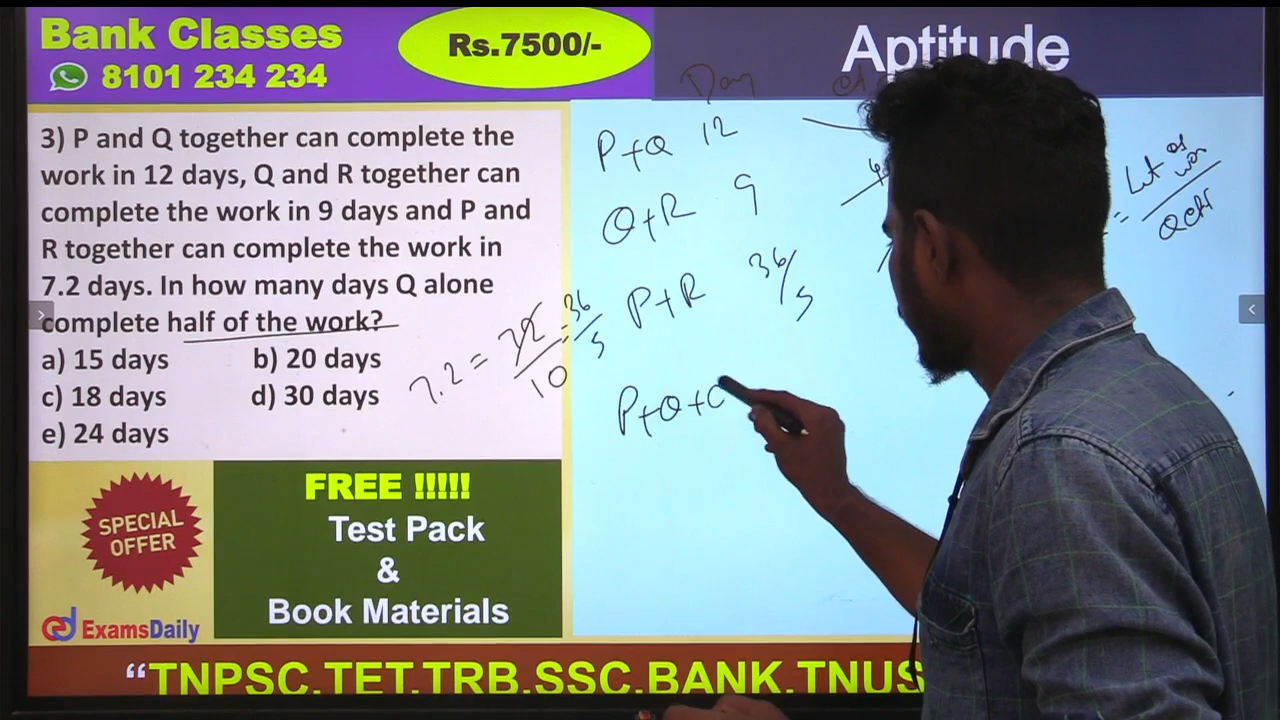 Bank Classes
8101 234 234
Rs.7500/-
Aptitude
3) P and Q together can complete the
work in 12 days, Q and R together can
complete the work in 9 days and P and
R together can complete the work in
7.2 days. In how many days Q alone
complete half of the work?
a) 15 days b) 20 days
c) 18 days d) 30 days
e) 24 days
Day
P+Q 12
Q+R 9
P+R 36/5
7.2 = 72/10 = 36/5
P+Q+
SPECIAL
OFFER
FREE !!!!!
Test Pack
&
Book Materials
ExamsDaily
“TNPSC.TET.TRB.SSC.BANK.TNUS